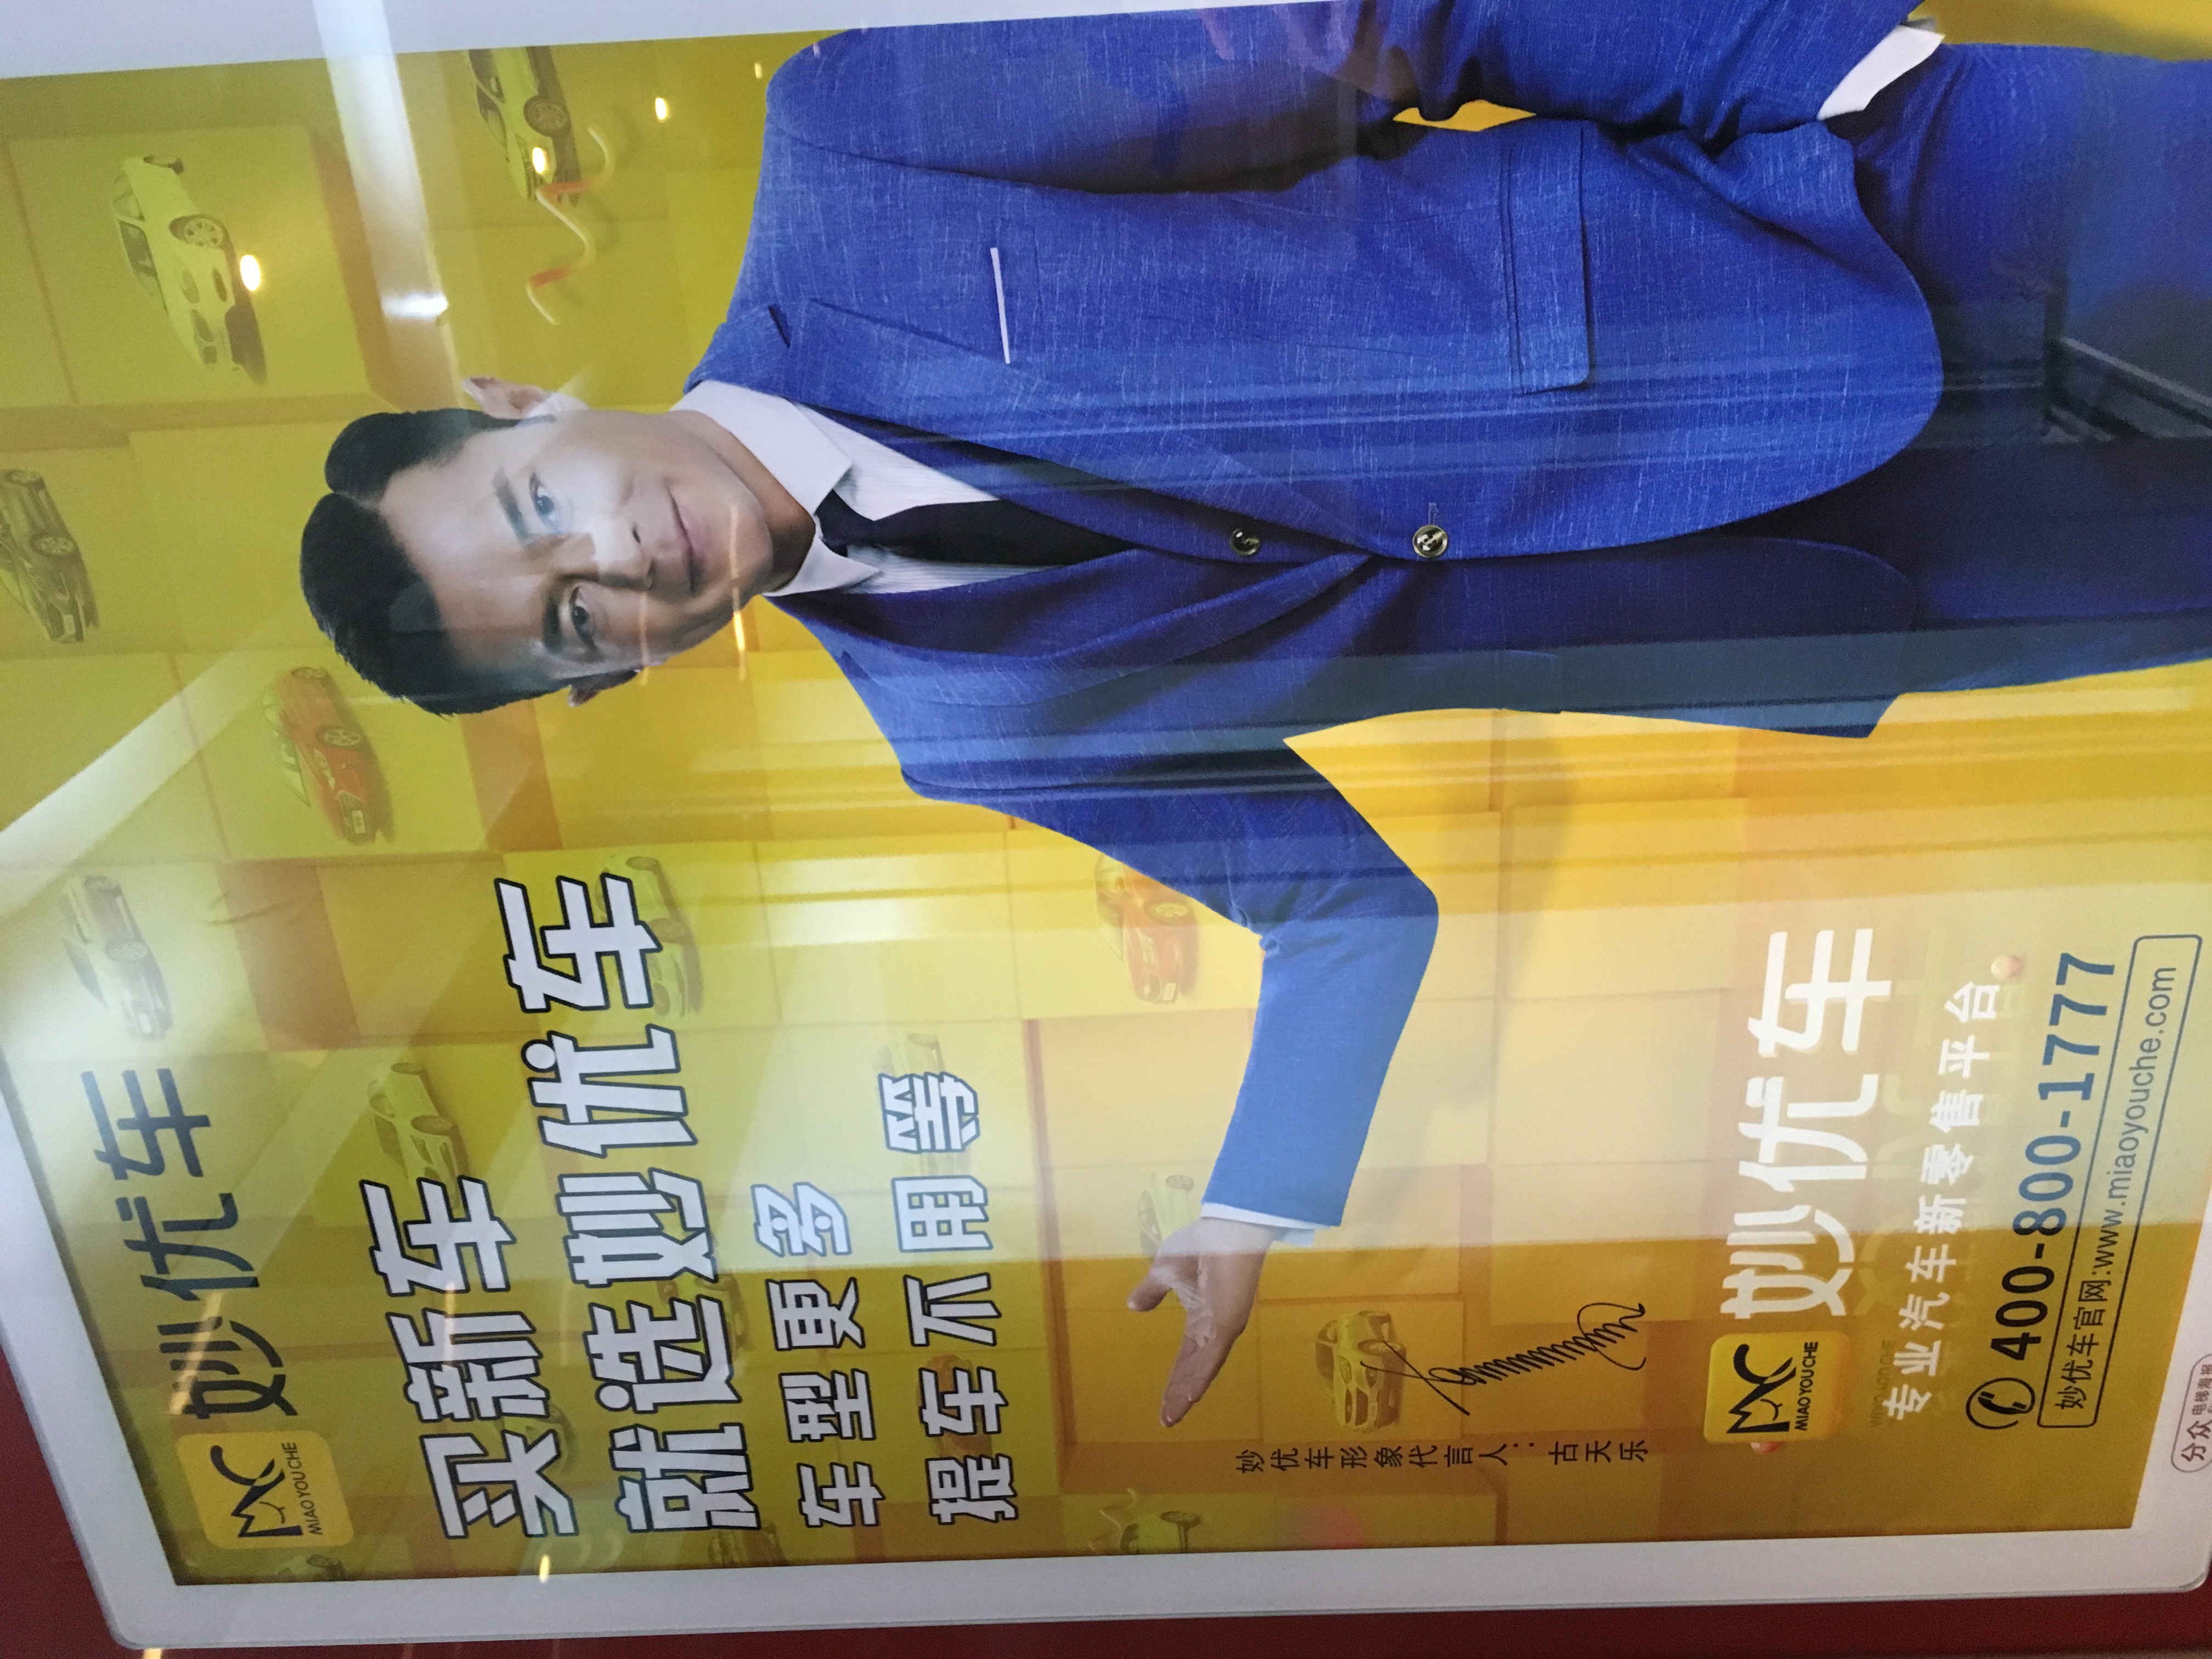 妙优车
MC
MIAO YOU CHE
买新车
就选妙优车
车型更多
提车不用等
妙优车形象代言人：古天乐
MC
MIAO YOU CHE
妙优车
专业汽车新零售平台
400-800-1777
妙优车官网:www.miaoyouche.com
分众 电梯海报